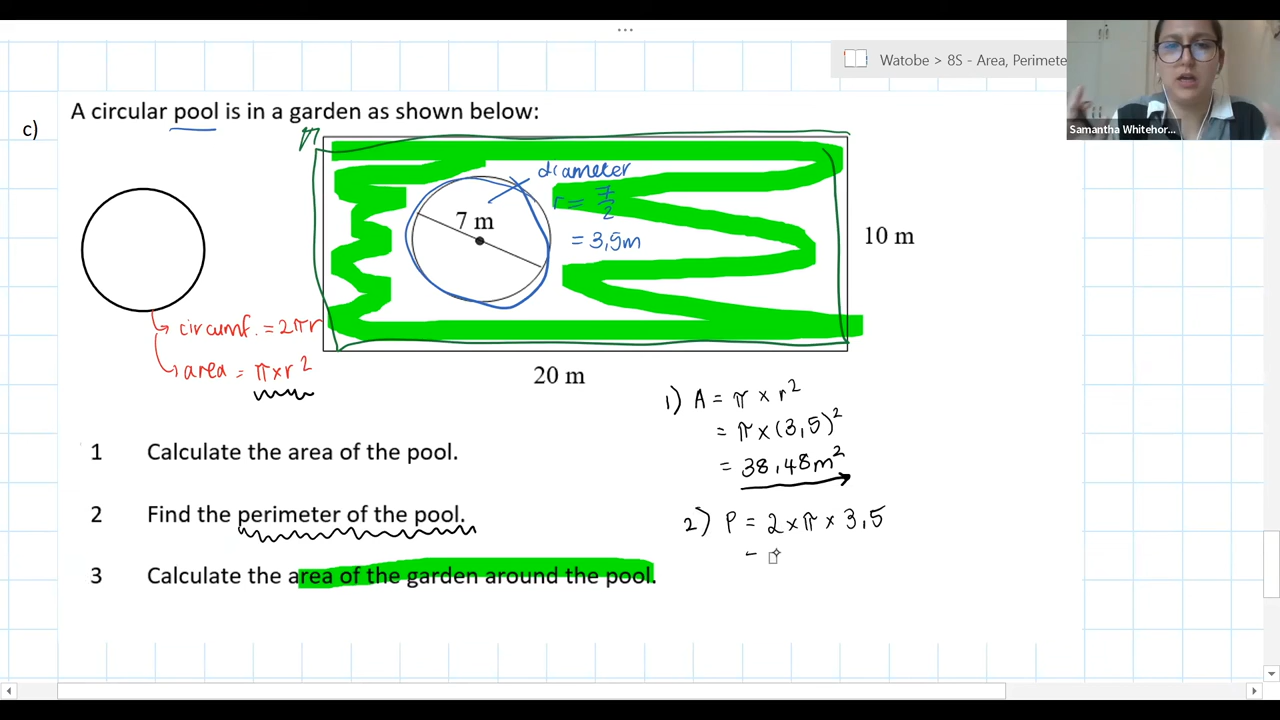 Watobe > 8S - Area, Perimete
Samantha Whitehor...
c)
A circular pool is in a garden as shown below:
diameter
r = 7/2
= 3,5m
7 m
10 m
20 m
circumf. = 2πr
area = π×r²
1) A = π × r²
= π × (3,5)²
= 38,48m²
1 Calculate the area of the pool.
2 Find the perimeter of the pool.
2) P = 2 × π × 3,5
=
3 Calculate the area of the garden around the pool.